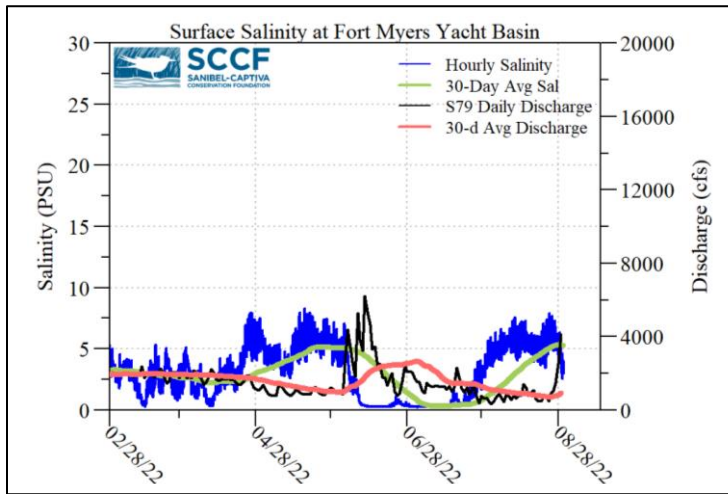 Surface Salinity at Fort Myers Yacht Basin
SCCF
SANIBEL-CAPTIVA
CONSERVATION FOUNDATION
Hourly Salinity
30-Day Avg Sal
S79 Daily Discharge
30-d Avg Discharge
Salinity (PSU)
30
25
20
15
10
5
0
Discharge (cfs)
20000
16000
12000
8000
4000
0
02/28/22
04/28/22
06/28/22
08/28/22